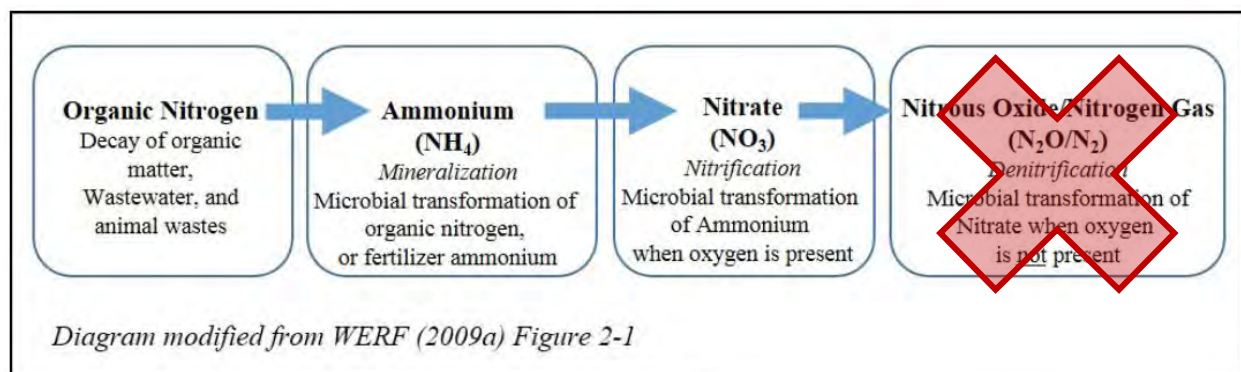 Organic Nitrogen
Decay of organic
matter,
Wastewater, and
animal wastes
Ammonium
(NH₄)
Mineralization
Microbial transformation of
organic nitrogen,
or fertilizer ammonium
Nitrate
(NO₃)
Nitrification
Microbial transformation
of Ammonium
when oxygen is present
Nitrous Oxide/Nitrogen Gas
(N₂O/N₂)
Denitrification
Microbial transformation of
Nitrate when oxygen
is not present
Diagram modified from WERF (2009a) Figure 2-1